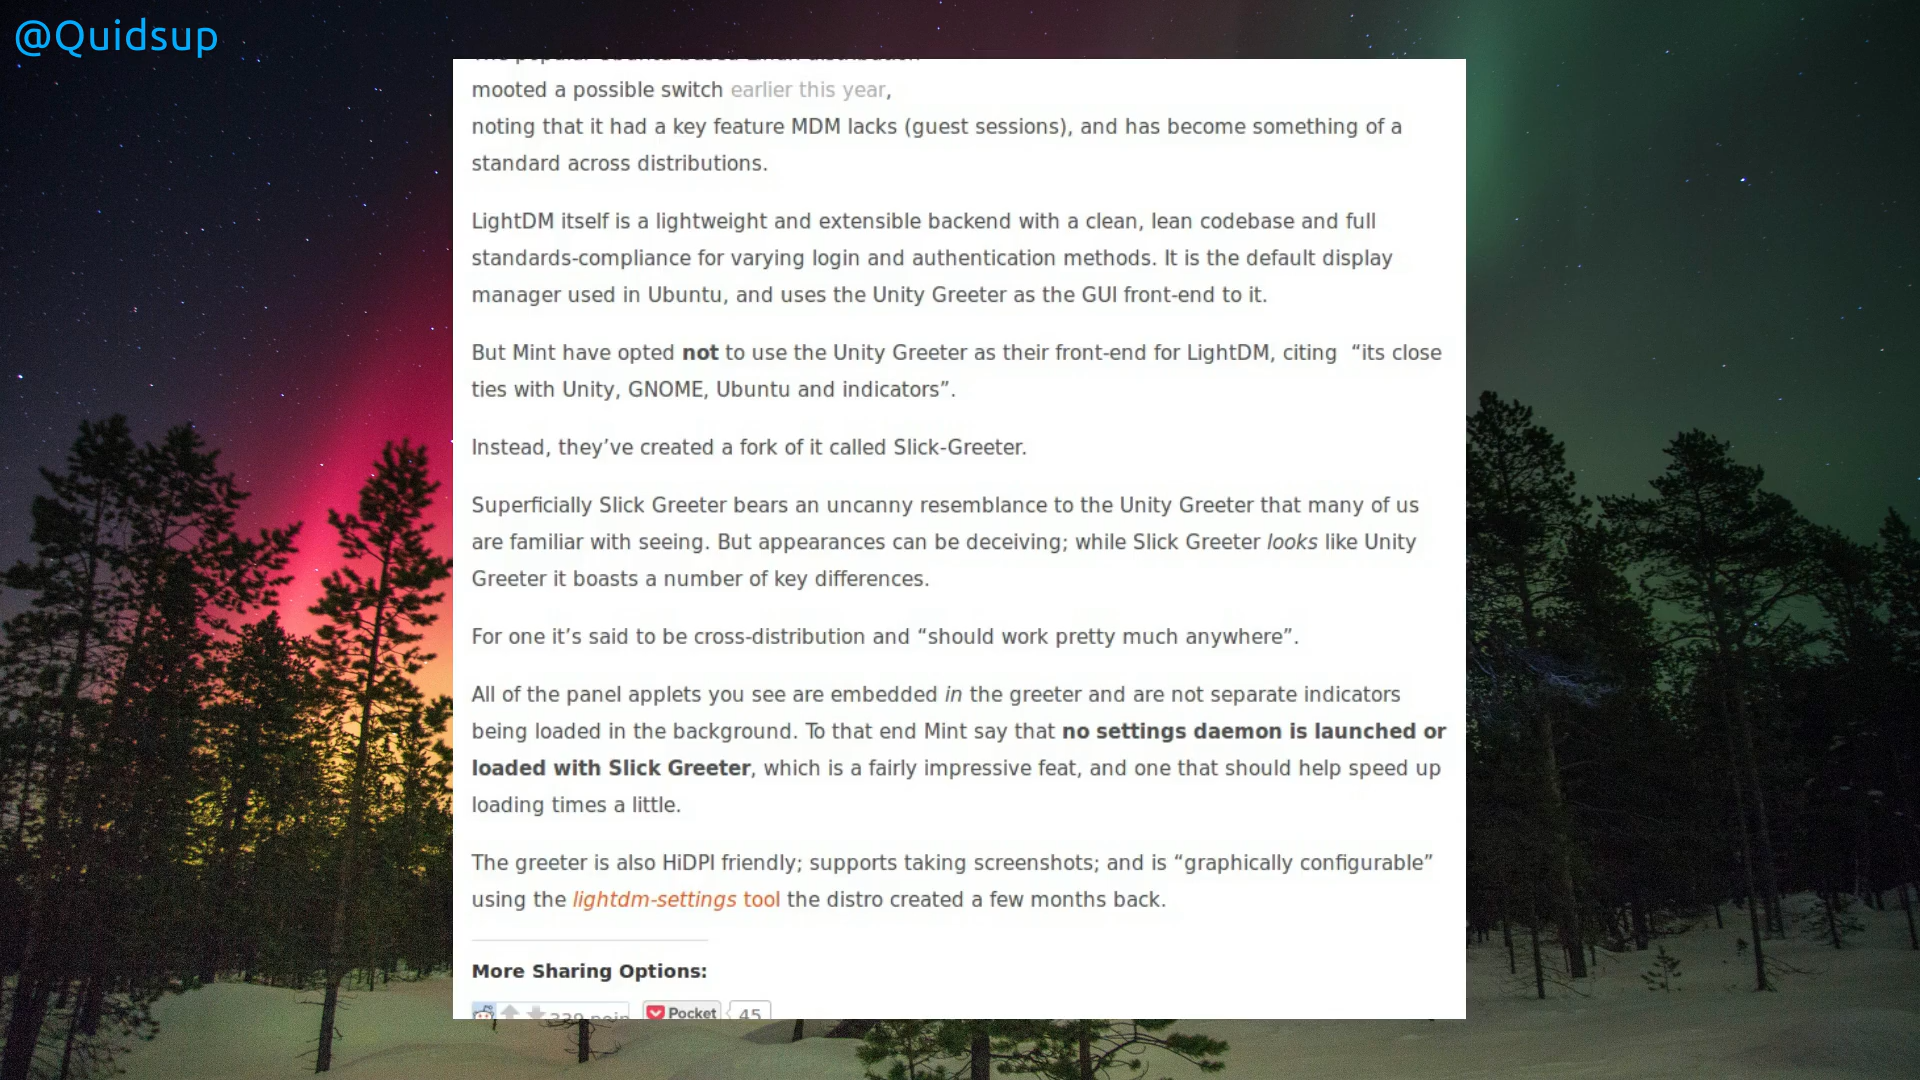 @Quidsup
mooted a possible switch earlier this year,
noting that it had a key feature MDM lacks (guest sessions), and has become something of a
standard across distributions.
LightDM itself is a lightweight and extensible backend with a clean, lean codebase and full
standards-compliance for varying login and authentication methods. It is the default display
manager used in Ubuntu, and uses the Unity Greeter as the GUI front-end to it.
But Mint have opted not to use the Unity Greeter as their front-end for LightDM, citing “its close
ties with Unity, GNOME, Ubuntu and indicators”.
Instead, they’ve created a fork of it called Slick-Greeter.
Superficially Slick Greeter bears an uncanny resemblance to the Unity Greeter that many of us
are familiar with seeing. But appearances can be deceiving; while Slick Greeter looks like Unity
Greeter it boasts a number of key differences.
For one it’s said to be cross-distribution and “should work pretty much anywhere”.
All of the panel applets you see are embedded in the greeter and are not separate indicators
being loaded in the background. To that end Mint say that no settings daemon is launched or
loaded with Slick Greeter, which is a fairly impressive feat, and one that should help speed up
loading times a little.
The greeter is also HiDPI friendly; supports taking screenshots; and is “graphically configurable”
using the lightdm-settings tool the distro created a few months back.
More Sharing Options:
Pocket 45